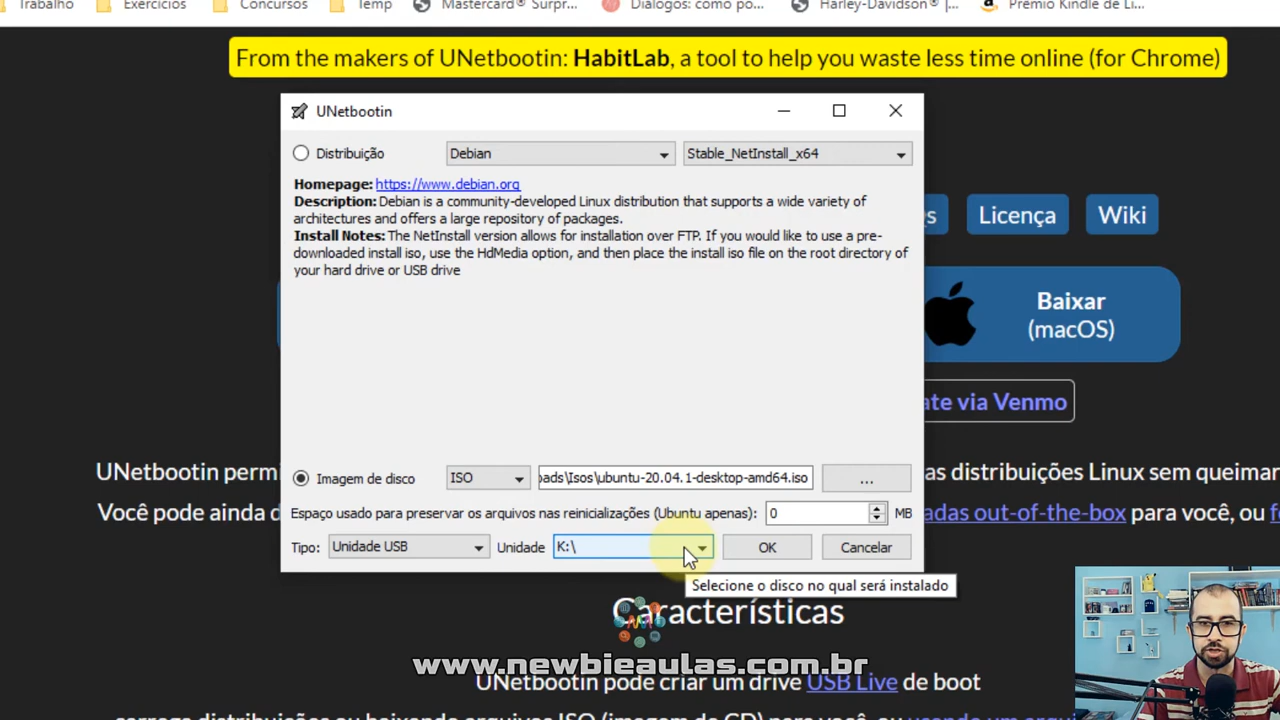 Trabalho Exercícios Concursos Temp Mastercard® Surpr... Diálogos: como po... Harley-Davidson® |... Prêmio Kindle de Li...
From the makers of UNetbootin: HabitLab, a tool to help you waste less time online (for Chrome)
UNetbootin
Distribuição Debian Stable_NetInstall_x64
Homepage: https://www.debian.org
Description: Debian is a community-developed Linux distribution that supports a wide variety of
architectures and offers a large repository of packages.
Install Notes: The NetInstall version allows for installation over FTP. If you would like to use a pre-
downloaded install iso, use the HdMedia option, and then place the install iso file on the root directory of
your hard drive or USB drive
Licença Wiki
Baixar
(macOS)
ate via Venmo
Imagem de disco ISO oads\Isos\ubuntu-20.04.1-desktop-amd64.iso ...
UNetbootin permi as distribuições Linux sem queimar
Espaço usado para preservar os arquivos nas reinicializações (Ubuntu apenas): 0 MB
Você pode ainda d adas out-of-the-box para você, ou
Tipo: Unidade USB Unidade K:\ OK Cancelar
Selecione o disco no qual será instalado
Características
www.newbieaulas.com.br
UNetbootin pode criar um drive USB Live de boot